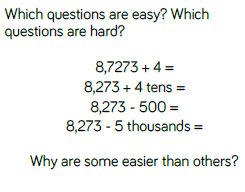 Which questions are easy? Which
questions are hard?
8,7273 + 4 =
8,273 + 4 tens =
8,273 - 500 =
8,273 - 5 thousands =
Why are some easier than others?